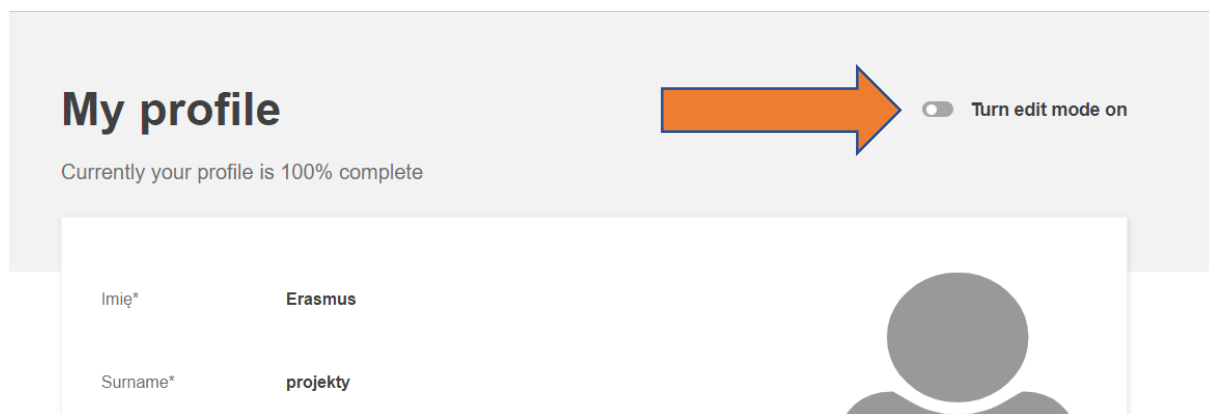 My profile
Turn edit mode on
Currently your profile is 100% complete
Imię* Erasmus
Surname* projekty